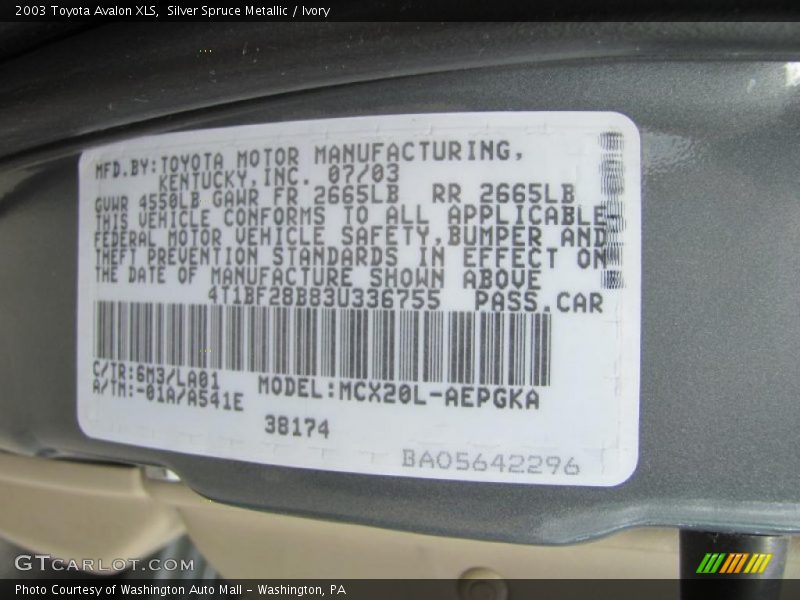 2003 Toyota Avalon XLS,  Silver Spruce Metallic / Ivory
MFD.BY:TOYOTA MOTOR MANUFACTURING,
KENTUCKY,INC. 07/03
GVWR 4550LB GAWR FR 2665LB RR 2665LB
THIS VEHICLE CONFORMS TO ALL APPLICABLE
FEDERAL MOTOR VEHICLE SAFETY,BUMPER AND
THEFT PREVENTION STANDARDS IN EFFECT ON
THE DATE OF MANUFACTURE SHOWN ABOVE
4T1BF28B83U336755 PASS.CAR
C/TR:6M3/LA01
A/TM:-01A/A541E
MODEL:MCX20L-AEPGKA
38174
BA05642296
GTCARLOT.COM
Photo Courtesy of Washington Auto Mall - Washington, PA